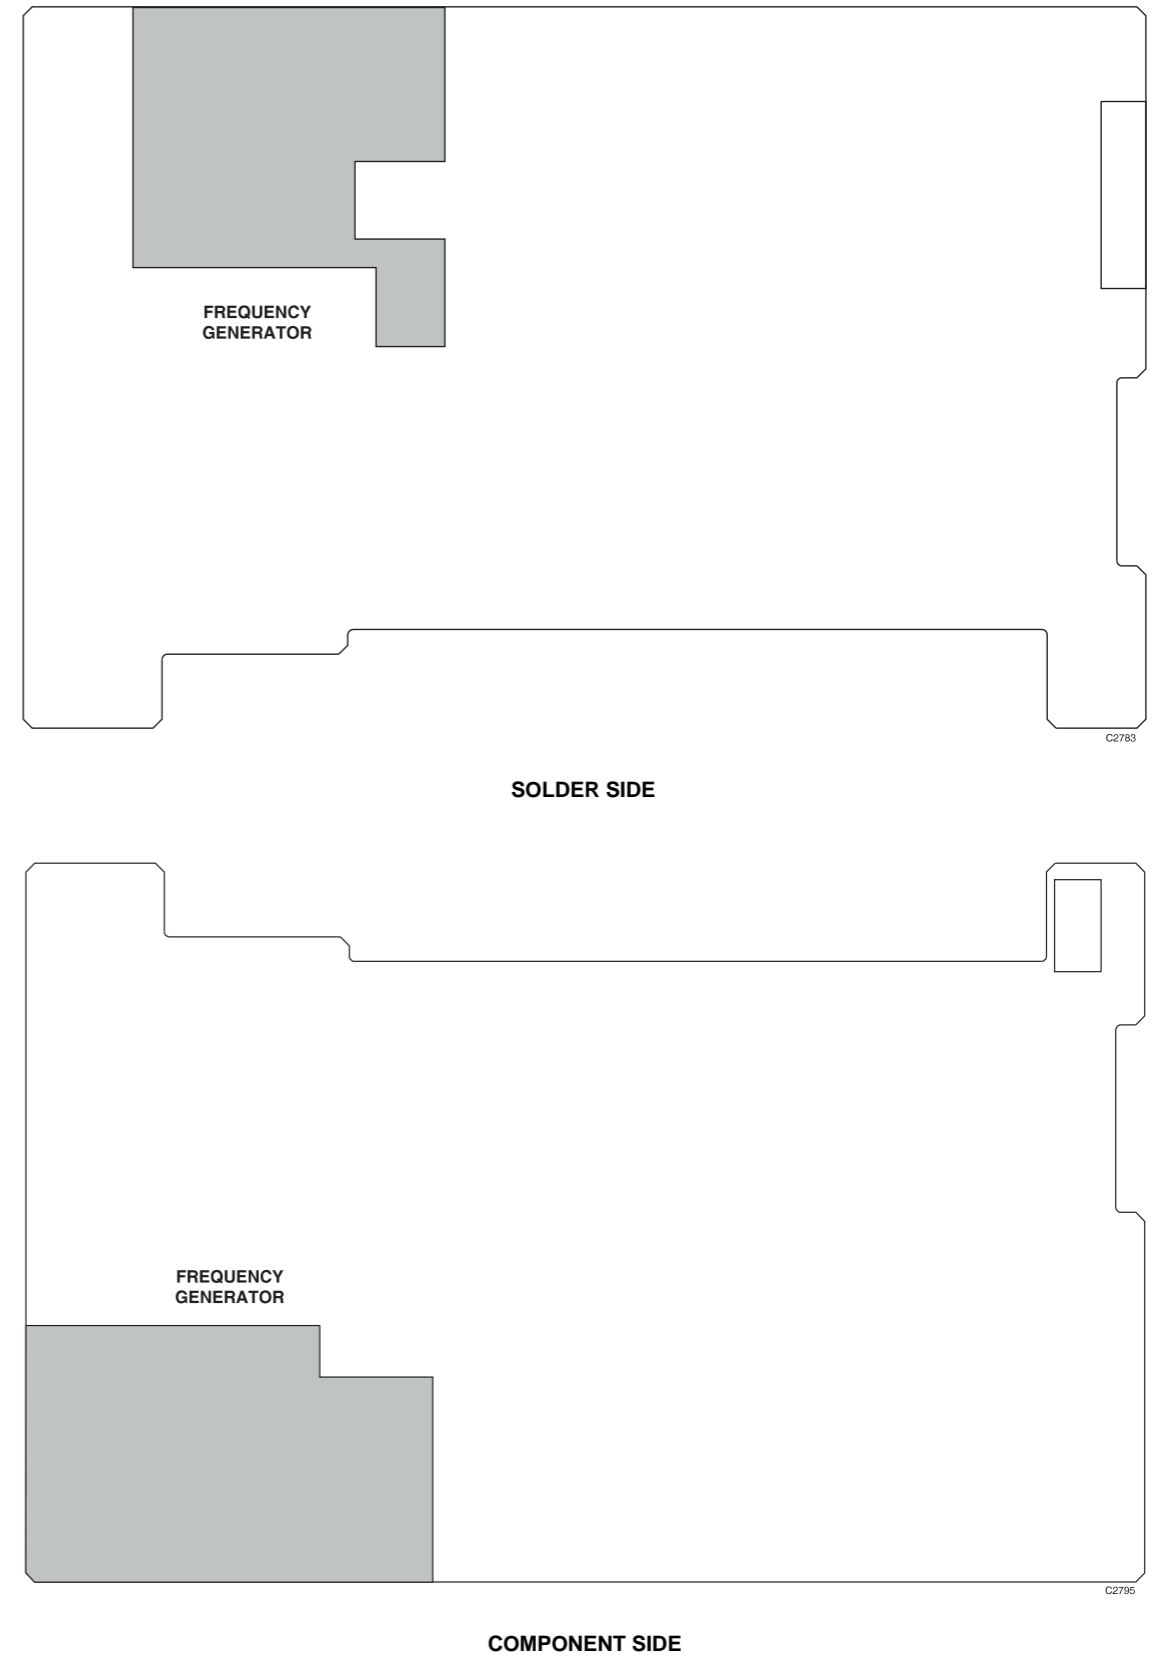 FREQUENCY
GENERATOR
C2783
SOLDER SIDE
FREQUENCY
GENERATOR
C2795
COMPONENT SIDE